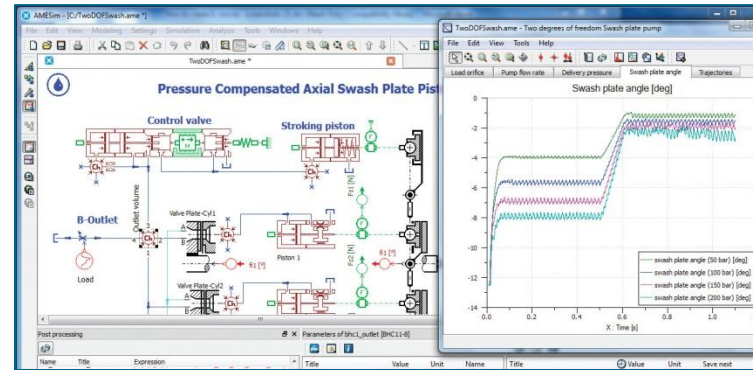 AMESim - [C:/TwoDOFSwash.ame *]
File Edit View Modeling Settings Simulation Analysis Tools Windows Help
TwoDOFSwash.ame *
Pressure Compensated Axial Swash Plate Pist
Control valve
Stroking piston
B-Outlet
Outlet volume
3
4
2
1
Load
Valve Plate-Cyl1
A
B
Piston 1
Valve Plate-Cyl2
A
M
Post processing
Name Title Expression
Parameters of bhc1_outlet [BHC11-8]
Title Value Unit Name Title Value Unit Save next
TwoDOFSwash.ame - Two degrees of freedom Swash plate pump
File Edit View Tools Help
Load orifice Pump flow rate Delivery pressure Swash plate angle Trajectories
Swash plate angle [deg]
0
-2
-4
-6
-8
-10
-12
-14
0.0 0.2 0.4 0.6 0.8 1.0
X : Time [s]
swash plate angle (50 bar) [deg]
swash plate angle (100 bar) [deg]
swash plate angle (150 bar) [deg]
swash plate angle (200 bar) [deg]